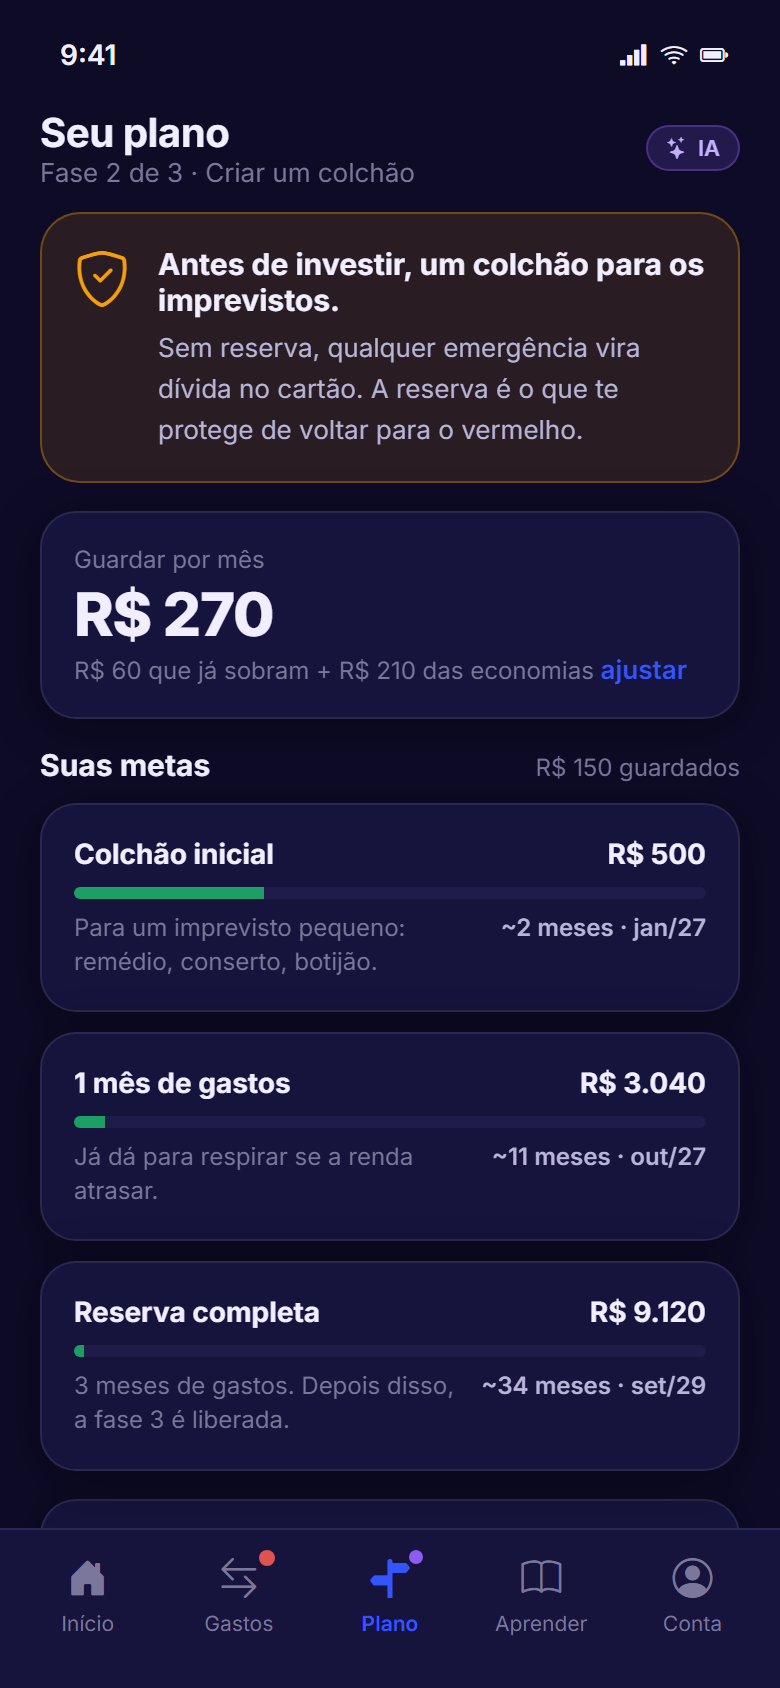 9:41
Seu plano
Fase 2 de 3 · Criar um colchão
IA
Antes de investir, um colchão para os
imprevistos.
Sem reserva, qualquer emergência vira
dívida no cartão. A reserva é o que te
protege de voltar para o vermelho.
Guardar por mês
R$ 270
R$ 60 que já sobram + R$ 210 das economias ajustar
Suas metas
R$ 150 guardados
Colchão inicial
R$ 500
Para um imprevisto pequeno:
remédio, conserto, botijão.
~2 meses · jan/27
1 mês de gastos
R$ 3.040
Já dá para respirar se a renda
atrasar.
~11 meses · out/27
Reserva completa
R$ 9.120
3 meses de gastos. Depois disso,
a fase 3 é liberada.
~34 meses · set/29
Início
Gastos
Plano
Aprender
Conta